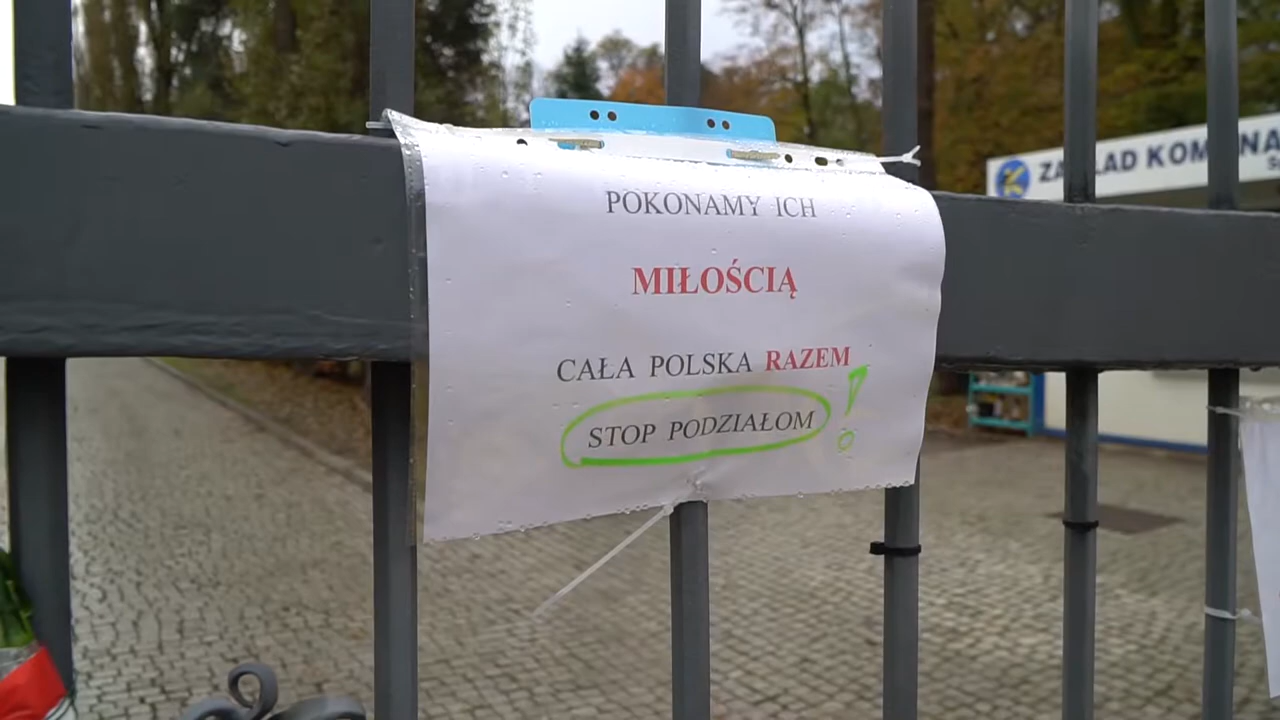 POKONAMY ICH
MIŁOŚCIĄ
CAŁA POLSKA RAZEM!
STOP PODZIAŁOM
ZAKŁAD KOMUNA